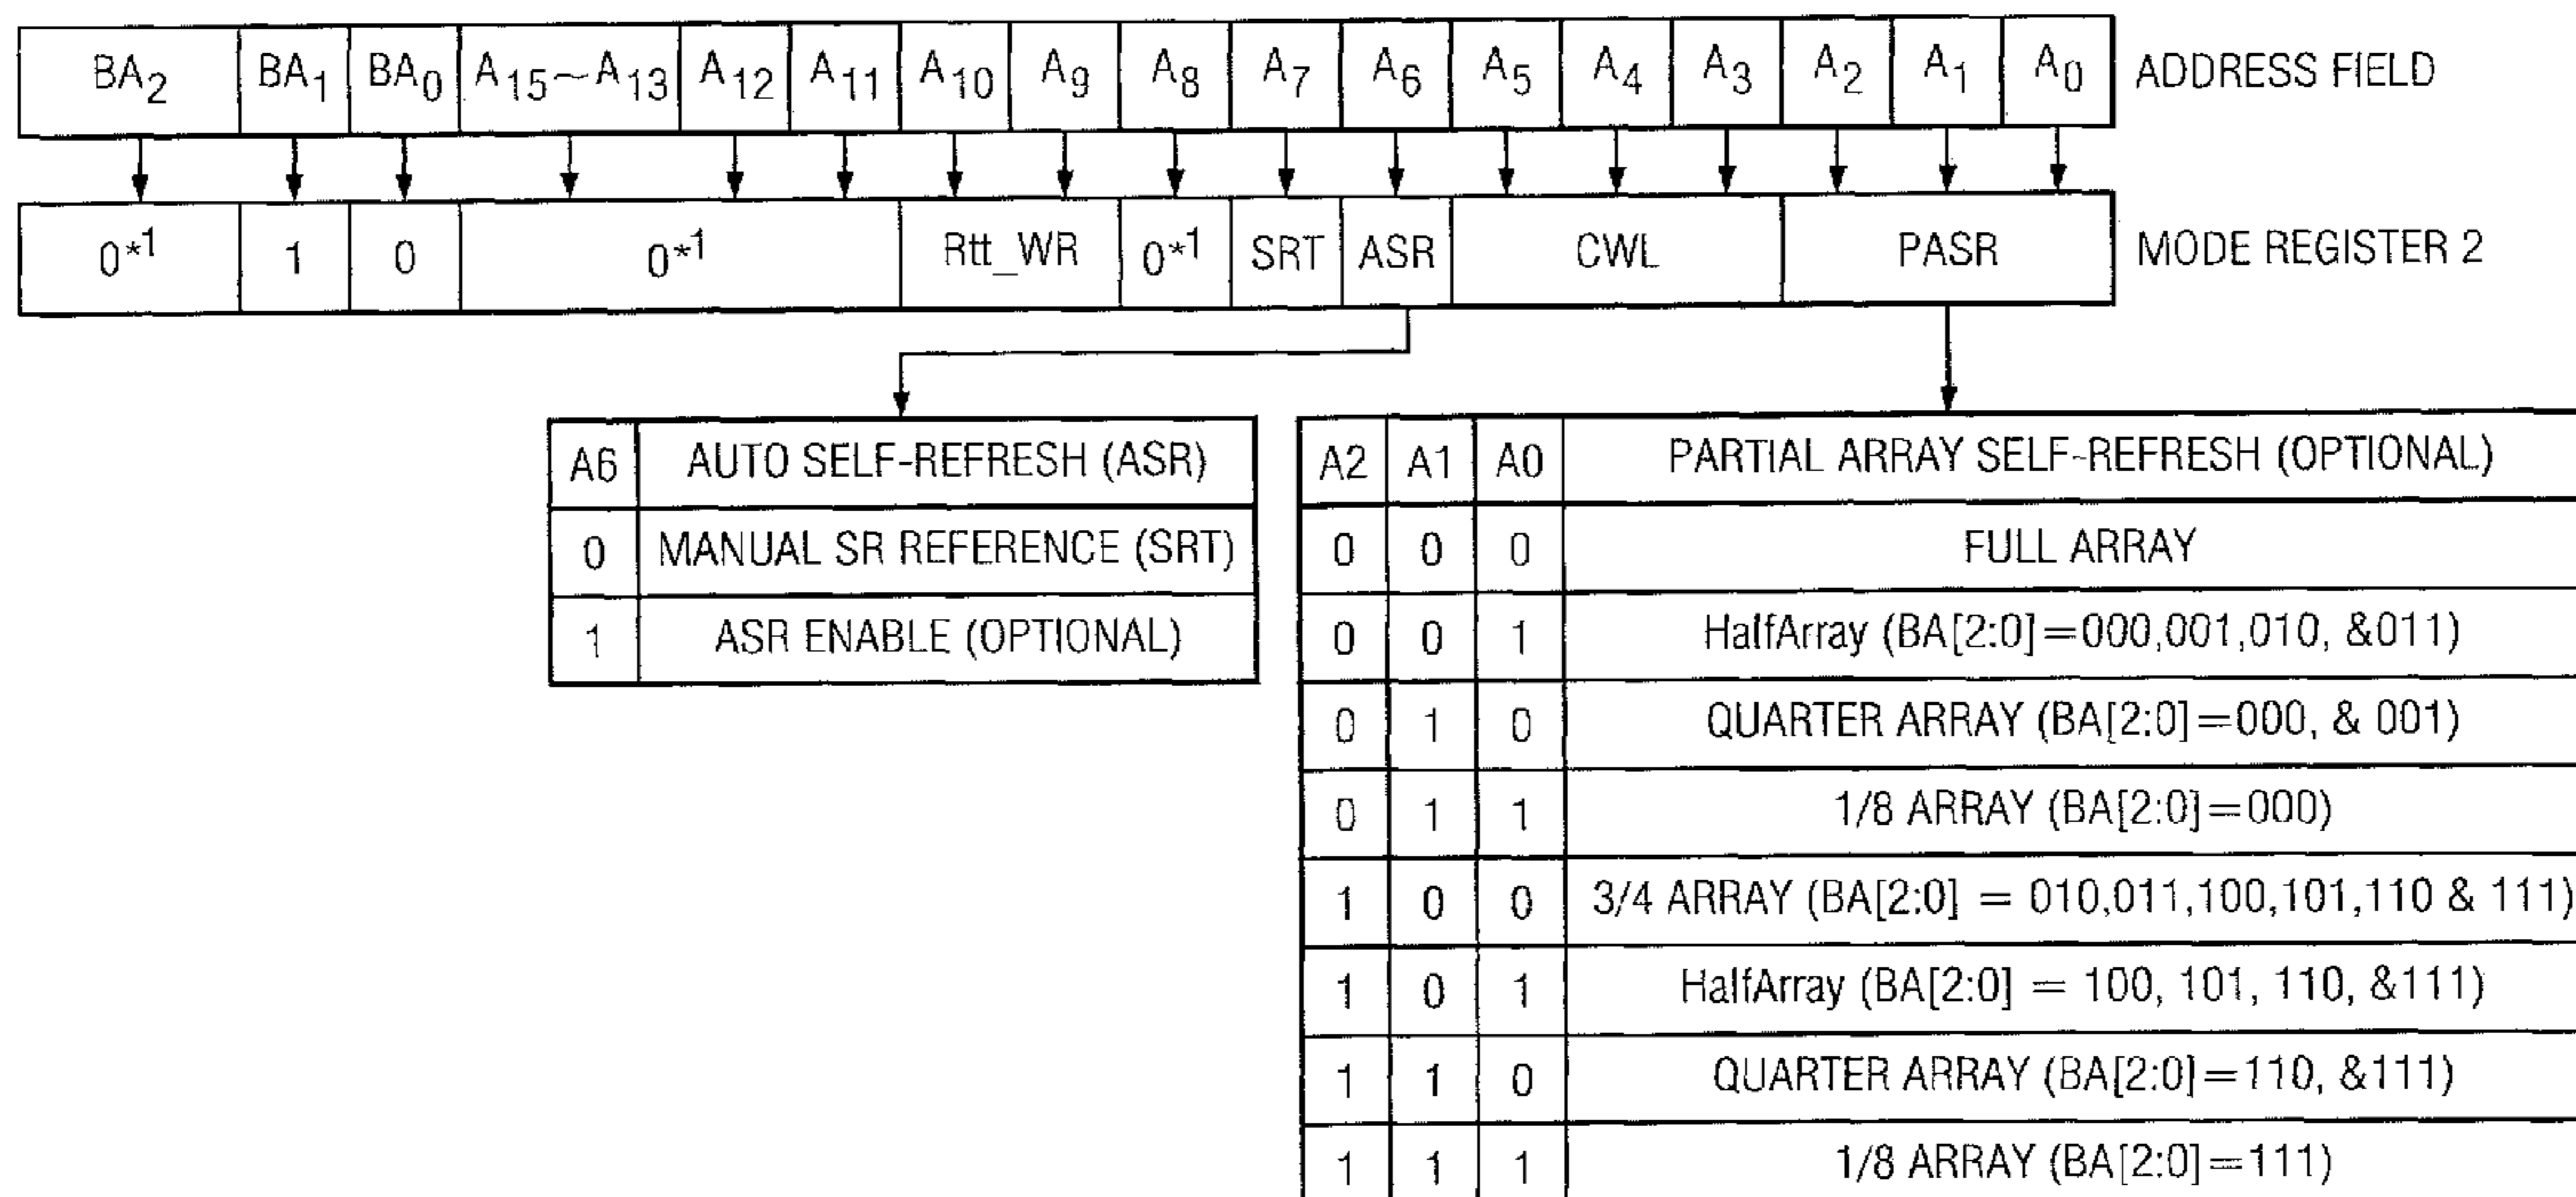 BA2 BA1 BA0 A15~A13 A12 A11 A10 A9 A8 A7 A6 A5 A4 A3 A2 A1 A0 ADDRESS FIELD
0*1 1 0 0*1 Rtt_WR 0*1 SRT ASR CWL PASR MODE REGISTER 2
A6 AUTO SELF-REFRESH (ASR)
0 MANUAL SR REFERENCE (SRT)
1 ASR ENABLE (OPTIONAL)
A2 A1 A0 PARTIAL ARRAY SELF-REFRESH (OPTIONAL)
0 0 0 FULL ARRAY
0 0 1 HalfArray (BA[2:0]=000,001,010, &011)
0 1 0 QUARTER ARRAY (BA[2:0]=000, & 001)
0 1 1 1/8 ARRAY (BA[2:0]=000)
1 0 0 3/4 ARRAY (BA[2:0] = 010,011,100,101,110 & 111)
1 0 1 HalfArray (BA[2:0] = 100, 101, 110, &111)
1 1 0 QUARTER ARRAY (BA[2:0]=110, &111)
1 1 1 1/8 ARRAY (BA[2:0]=111)